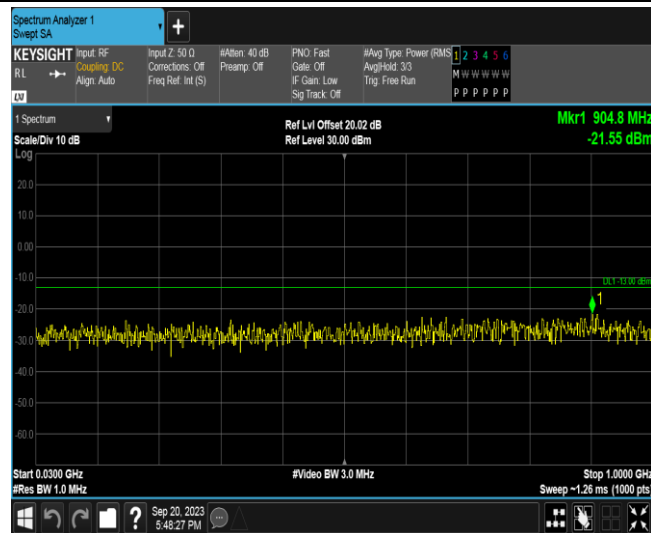 Spectrum Analyzer 1
Swept SA
+
KEYSIGHT
R L
LXI
Input: RF
Coupling: DC
Align: Auto
Input Z: 50 Ω
Corrections: Off
Freq Ref: Int (S)
#Atten: 40 dB
Preamp: Off
PNO: Fast
Gate: Off
IF Gain: Low
Sig Track: Off
#Avg Type: Power (RMS
Avg|Hold: 3/3
Trig: Free Run
1 2 3 4 5 6
M W W W W W
P P P P P P
1 Spectrum
Scale/Div 10 dB
Log
Ref Lvl Offset 20.02 dB
Ref Level 30.00 dBm
Mkr1 904.8 MHz
-21.55 dBm
20.0
10.0
0.00
-10.0
DL1 -13.00 dBm
1
-20.0
-30.0
-40.0
-50.0
-60.0
Start 0.0300 GHz
#Res BW 1.0 MHz
#Video BW 3.0 MHz
Stop 1.0000 GHz
Sweep ~1.26 ms (1000 pts)
?
Sep 20, 2023
5:48:27 PM